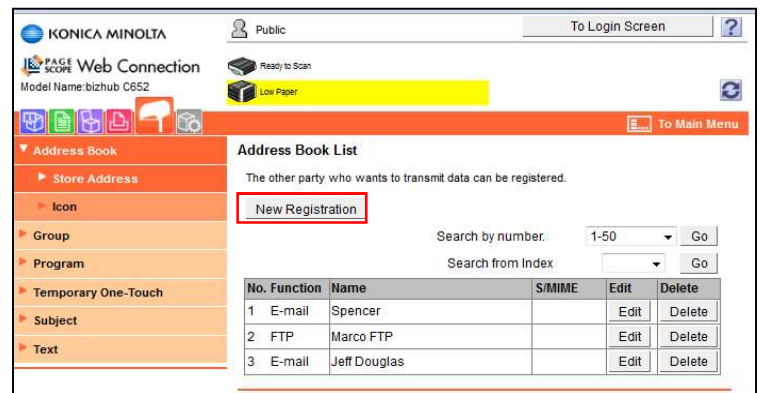 KONICA MINOLTA
Public
To Login Screen
?
PAGE SCOPE Web Connection
Model Name:bizhub C652
Ready to Scan
Low Paper
To Main Menu
Address Book
Store Address
Icon
Group
Program
Temporary One-Touch
Subject
Text
Address Book List
The other party who wants to transmit data can be registered.
New Registration
Search by number. 1-50 Go
Search from Index Go
No. Function Name S/MIME Edit Delete
1 E-mail Spencer Edit Delete
2 FTP Marco FTP Edit Delete
3 E-mail Jeff Douglas Edit Delete